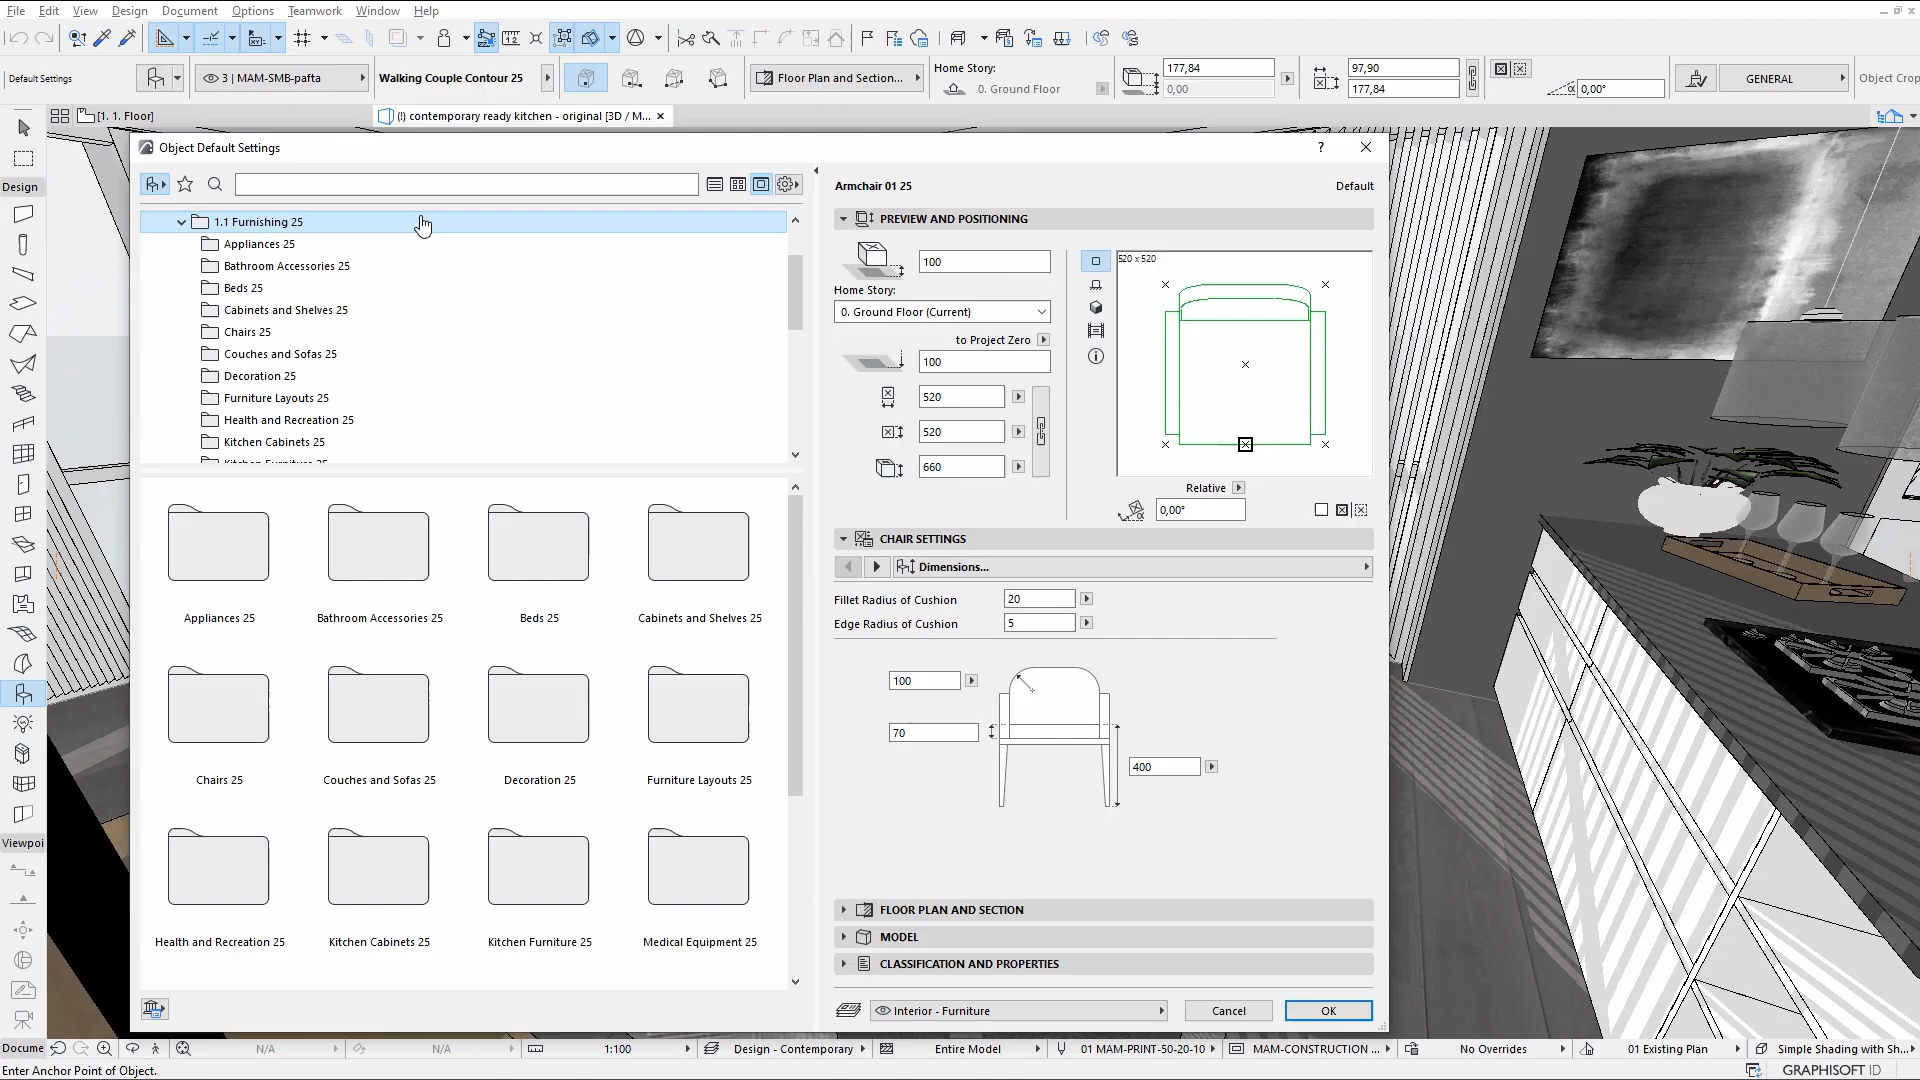 File Edit View Design Document Options Teamwork Window Help
Default Settings
3 | MAM-SMB-pafta
Walking Couple Contour 25
Floor Plan and Section...
Home Story:
0. Ground Floor
177,84
0,00
97,90
177,84
0,00°
GENERAL
Object Crop
[1. 1. Floor]
(!) contemporary ready kitchen - original [3D / M...
Object Default Settings
Design
1.1 Furnishing 25
Appliances 25
Bathroom Accessories 25
Beds 25
Cabinets and Shelves 25
Chairs 25
Couches and Sofas 25
Decoration 25
Furniture Layouts 25
Health and Recreation 25
Kitchen Cabinets 25
Kitchen Furniture 25
Appliances 25
Bathroom Accessories 25
Beds 25
Cabinets and Shelves 25
Chairs 25
Couches and Sofas 25
Decoration 25
Furniture Layouts 25
Health and Recreation 25
Kitchen Cabinets 25
Kitchen Furniture 25
Medical Equipment 25
Armchair 01 25
Default
PREVIEW AND POSITIONING
100
Home Story:
0. Ground Floor (Current)
to Project Zero
100
520
520
660
520 x 520
Relative
0,00°
CHAIR SETTINGS
Dimensions...
Fillet Radius of Cushion
20
Edge Radius of Cushion
5
100
70
400
FLOOR PLAN AND SECTION
MODEL
CLASSIFICATION AND PROPERTIES
Interior - Furniture
Cancel
OK
Viewpoi
Docume
N/A
N/A
1:100
Design - Contemporary
Entire Model
01 MAM-PRINT-50-20-10
MAM-CONSTRUCTION ...
No Overrides
01 Existing Plan
Simple Shading with Sh...
Enter Anchor Point of Object.
GRAPHISOFT ID